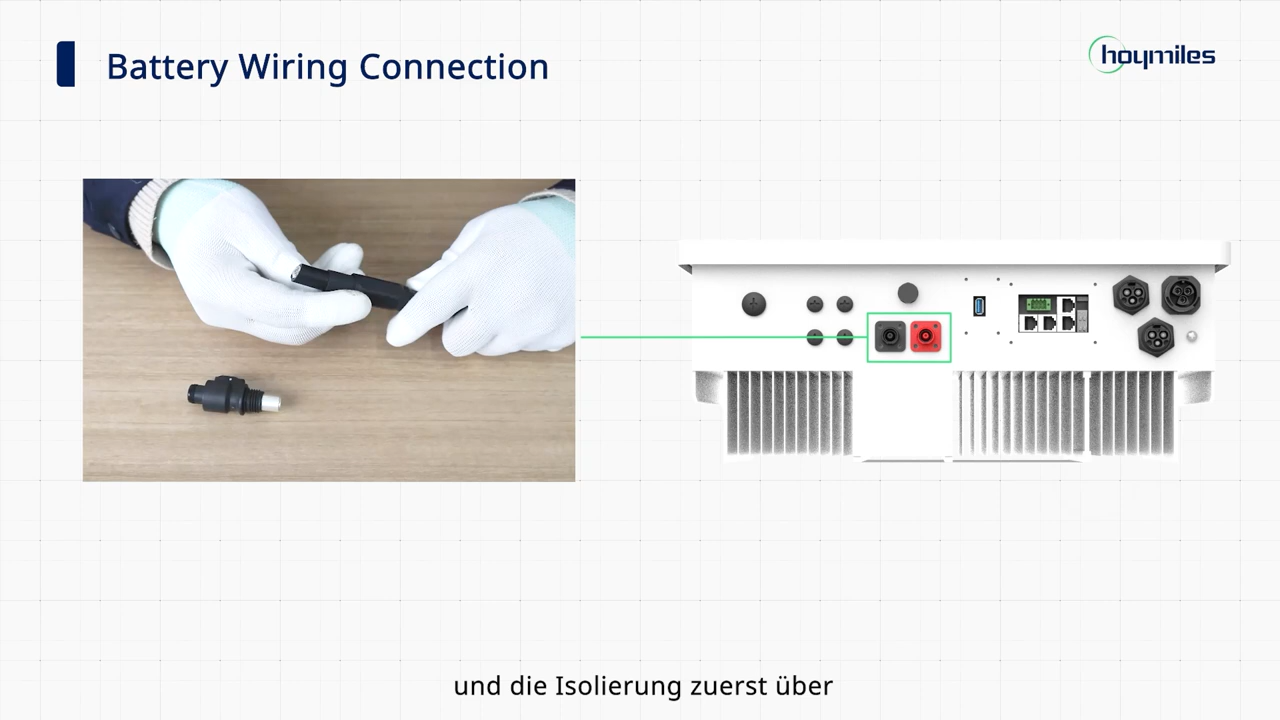 Battery Wiring Connection
hoymiles
und die Isolierung zuerst über